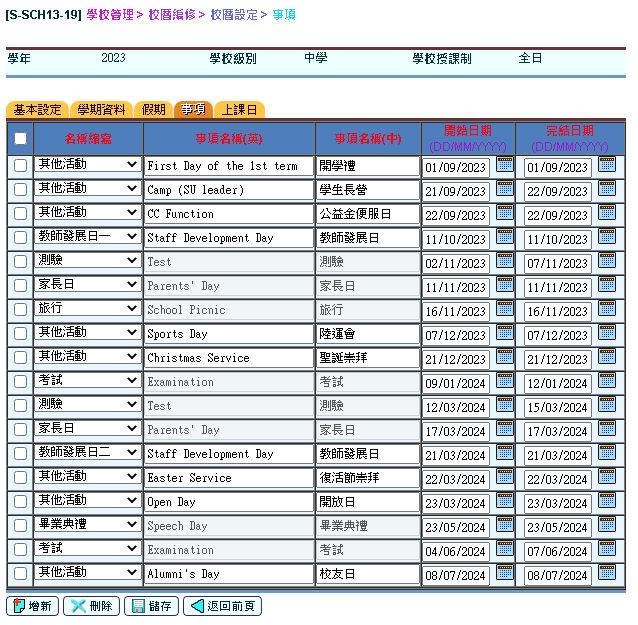 [S-SCH13-19] 學校管理 > 校曆編修 > 校曆設定 > 事項
學年 2023 學校級別 中學 學校授課制 全日
基本設定 學期資料 假期 事項 上課日
名稱縮寫 事項名稱(英) 事項名稱(中) 開始日期 (DD/MM/YYYY) 完結日期 (DD/MM/YYYY)
其他活動 First Day of the 1st term 開學禮 01/09/2023 01/09/2023
其他活動 Camp (SU leader) 學生長營 21/09/2023 22/09/2023
其他活動 CC Function 公益金便服日 22/09/2023 22/09/2023
教師發展日一 Staff Development Day 教師發展日 11/10/2023 11/10/2023
測驗 Test 測驗 02/11/2023 07/11/2023
家長日 Parents' Day 家長日 11/11/2023 11/11/2023
旅行 School Picnic 旅行 16/11/2023 16/11/2023
其他活動 Sports Day 陸運會 07/12/2023 07/12/2023
其他活動 Christmas Service 聖誕崇拜 21/12/2023 21/12/2023
考試 Examination 考試 09/01/2024 12/01/2024
測驗 Test 測驗 12/03/2024 15/03/2024
家長日 Parents' Day 家長日 17/03/2024 17/03/2024
教師發展日二 Staff Development Day 教師發展日 21/03/2024 21/03/2024
其他活動 Easter Service 復活節崇拜 22/03/2024 22/03/2024
其他活動 Open Day 開放日 23/03/2024 23/03/2024
畢業典禮 Speech Day 畢業典禮 23/05/2024 23/05/2024
考試 Examination 考試 04/06/2024 07/06/2024
其他活動 Alumni's Day 校友日 08/07/2024 08/07/2024
增新 刪除 儲存 返回前頁